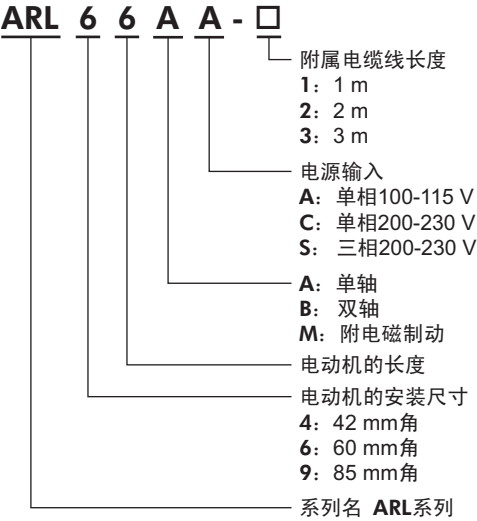 ARL 6 6 A A - □
附属电缆线长度
1：1 m
2：2 m
3：3 m
电源输入
A：单相100-115 V
C：单相200-230 V
S：三相200-230 V
A：单轴
B：双轴
M：附电磁制动
电动机的长度
电动机的安装尺寸
4：42 mm角
6：60 mm角
9：85 mm角
系列名 ARL系列